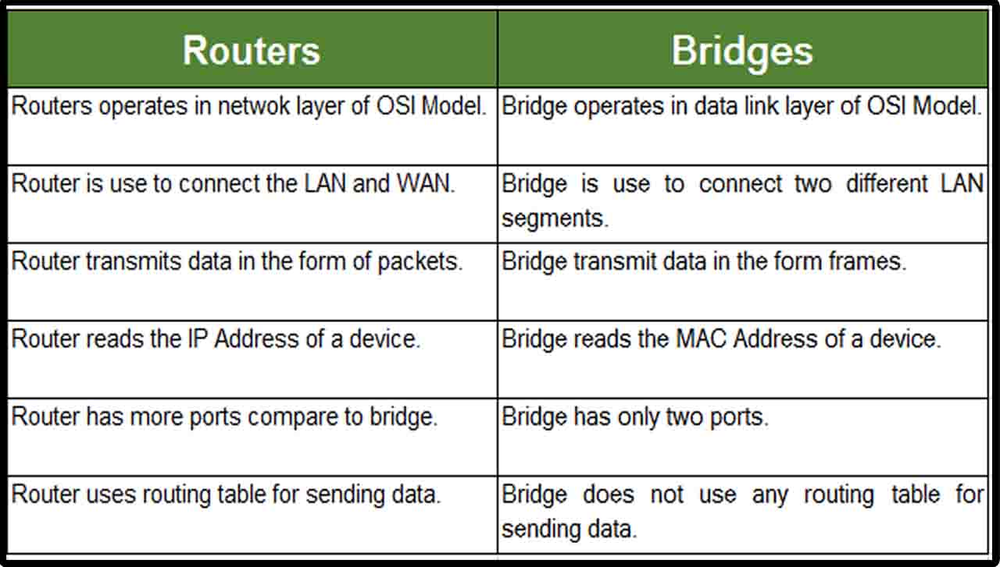 Routers
Bridges
Routers operates in netwok layer of OSI Model.
Bridge operates in data link layer of OSI Model.
Router is use to connect the LAN and WAN.
Bridge is use to connect two different LAN
segments.
Router transmits data in the form of packets.
Bridge transmit data in the form frames.
Router reads the IP Address of a device.
Bridge reads the MAC Address of a device.
Router has more ports compare to bridge.
Bridge has only two ports.
Router uses routing table for sending data.
Bridge does not use any routing table for
sending data.